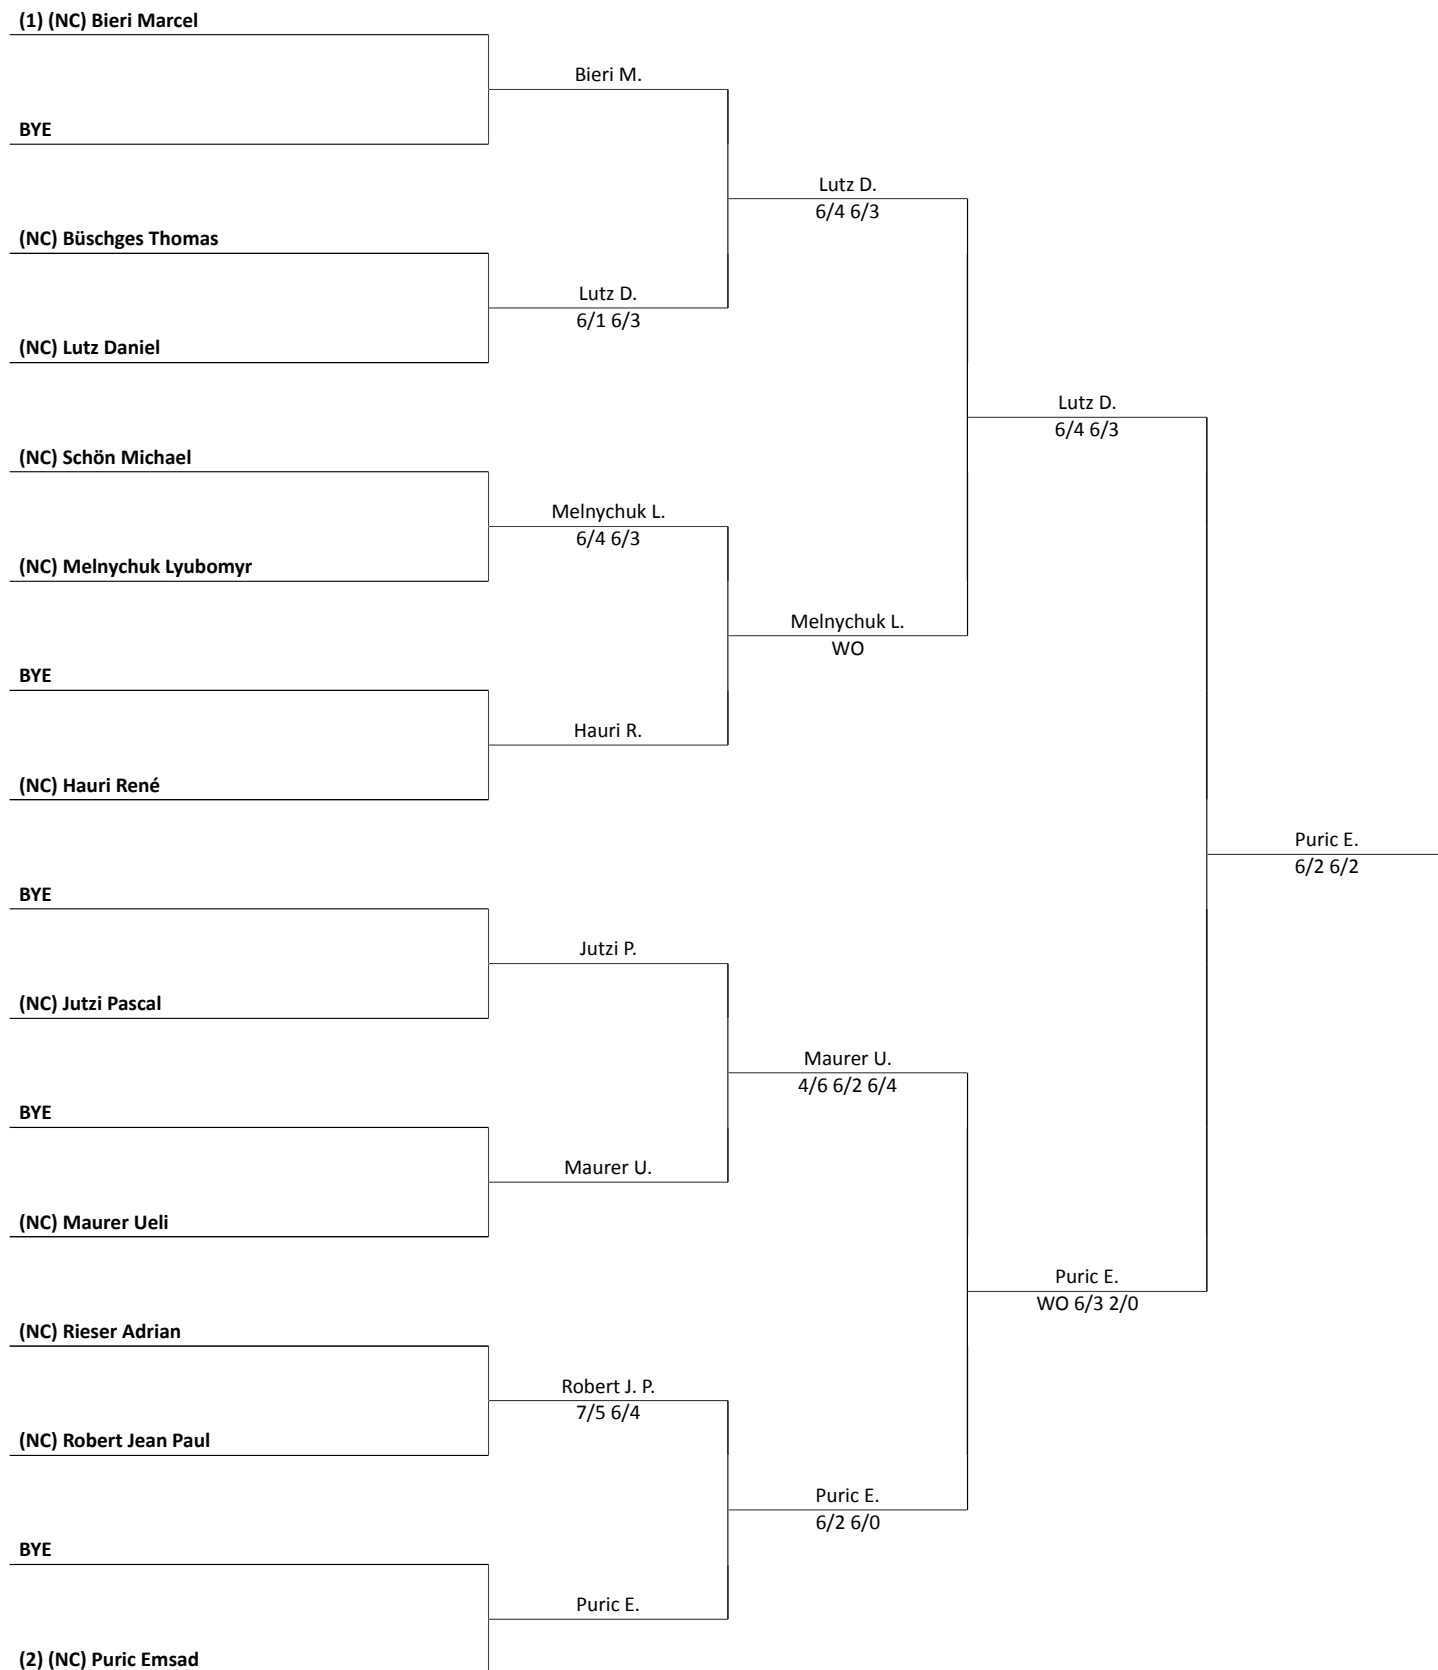 (1) (NC) Bieri Marcel
Bieri M.
BYE
Lutz D.
6/4 6/3
(NC) Büschges Thomas
Lutz D.
6/1 6/3
(NC) Lutz Daniel
Lutz D.
6/4 6/3
(NC) Schön Michael
Melnychuk L.
6/4 6/3
(NC) Melnychuk Lyubomyr
Melnychuk L.
WO
BYE
Hauri R.
(NC) Hauri René
Puric E.
6/2 6/2
BYE
Jutzi P.
(NC) Jutzi Pascal
Maurer U.
4/6 6/2 6/4
BYE
Maurer U.
(NC) Maurer Ueli
Puric E.
WO 6/3 2/0
(NC) Rieser Adrian
Robert J. P.
7/5 6/4
(NC) Robert Jean Paul
Puric E.
6/2 6/0
BYE
Puric E.
(2) (NC) Puric Emsad